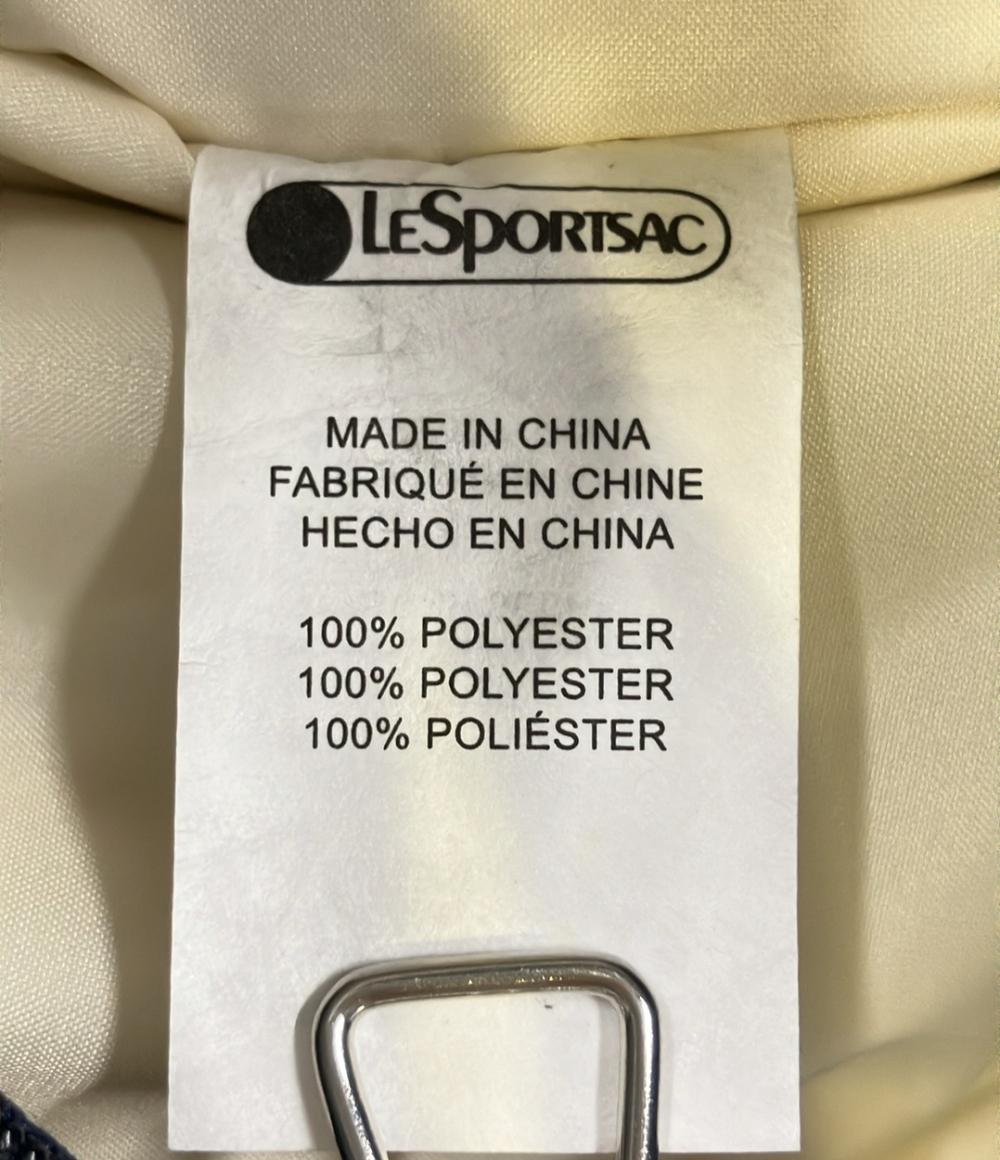 LESPORTSAC
MADE IN CHINA
FABRIQUÉ EN CHINE
HECHO EN CHINA
100% POLYESTER
100% POLYESTER
100% POLIÉSTER